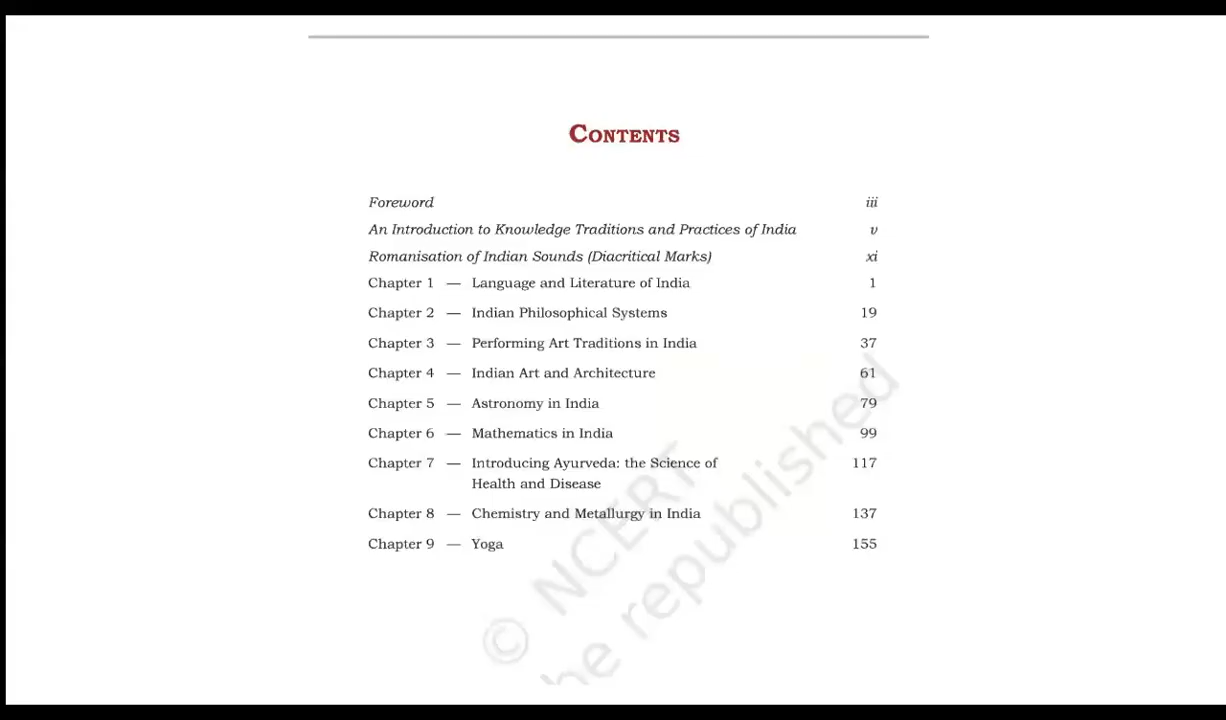 CONTENTS
Foreword iii
An Introduction to Knowledge Traditions and Practices of India v
Romanisation of Indian Sounds (Diacritical Marks) xi
Chapter 1 — Language and Literature of India 1
Chapter 2 — Indian Philosophical Systems 19
Chapter 3 — Performing Art Traditions in India 37
Chapter 4 — Indian Art and Architecture 61
Chapter 5 — Astronomy in India 79
Chapter 6 — Mathematics in India 99
Chapter 7 — Introducing Ayurveda: the Science of 117
Health and Disease
Chapter 8 — Chemistry and Metallurgy in India 137
Chapter 9 — Yoga 155
© NCERT
be republished